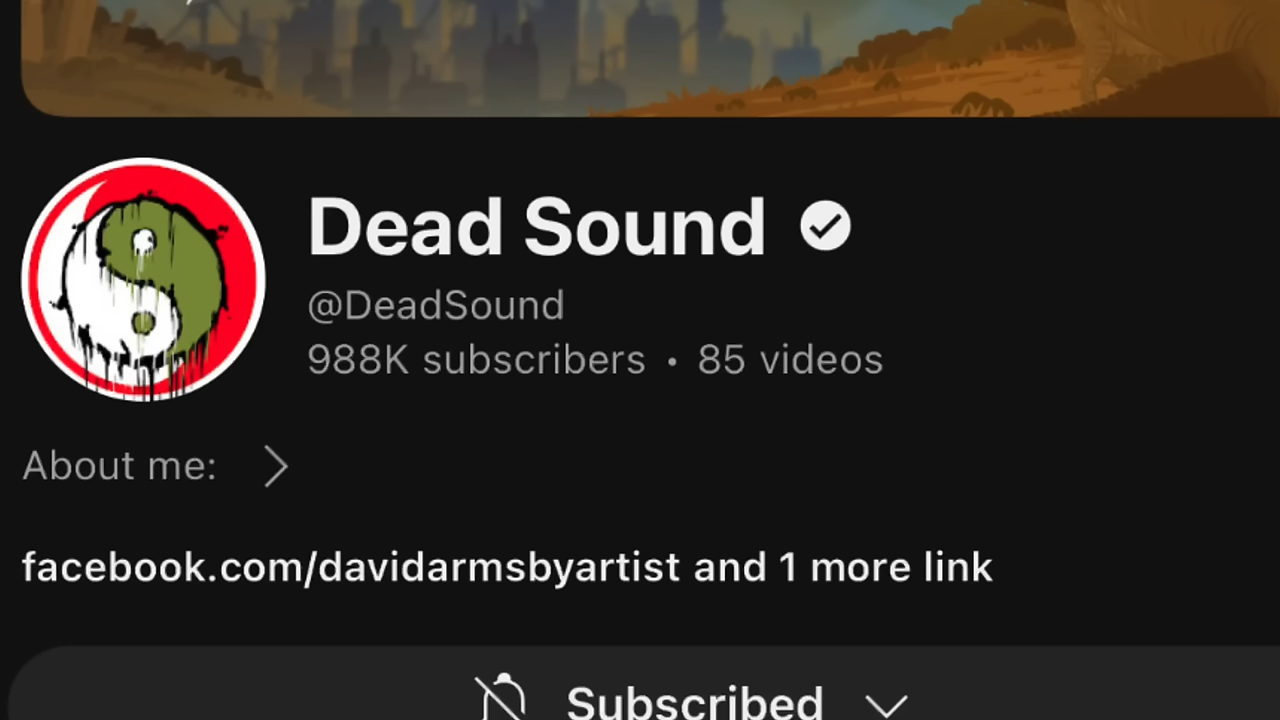 Dead Sound
@DeadSound
988K subscribers • 85 videos
About me:
facebook.com/davidarmsbyartist and 1 more link
Subscribed